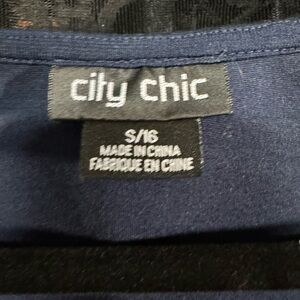 city chic
S/16
MADE IN CHINA
FABRIQUE EN CHINE